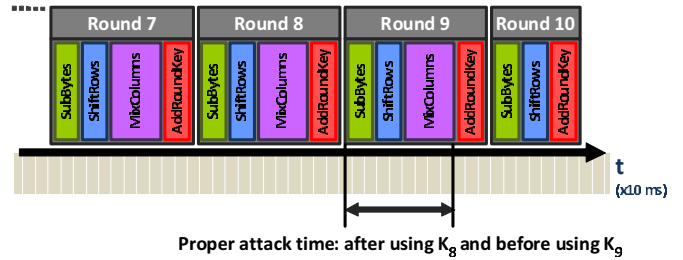 Round 7 Round 8 Round 9 Round 10
SubBytes ShiftRows MixColumns AddRoundKey SubBytes ShiftRows MixColumns AddRoundKey SubBytes ShiftRows MixColumns AddRoundKey SubBytes ShiftRows AddRoundKey
t
(x10 ms)
Proper attack time: after using K8 and before using K9